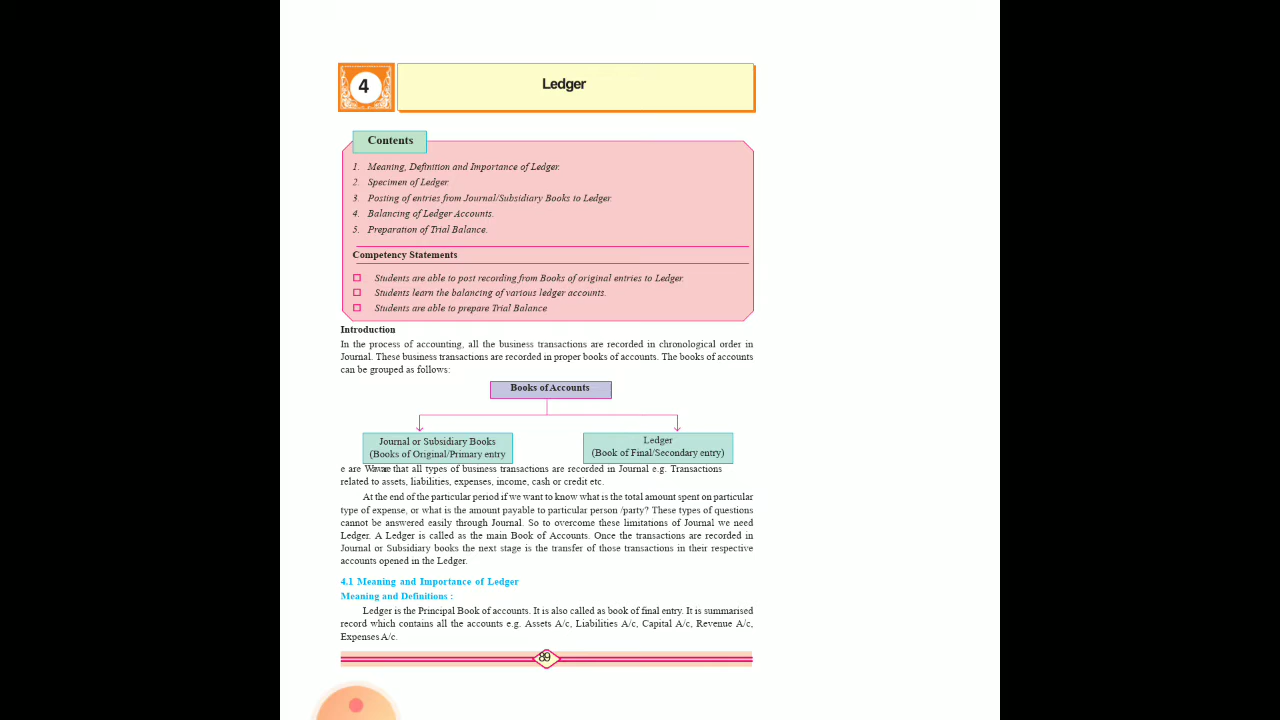 4
Ledger
Contents
1. Meaning, Definition and Importance of Ledger.
2. Specimen of Ledger.
3. Posting of entries from Journal/Subsidiary Books to Ledger.
4. Balancing of Ledger Accounts.
5. Preparation of Trial Balance.
Competency Statements
Students are able to post recording from Books of original entries to Ledger.
Students learn the balancing of various ledger accounts.
Students are able to prepare Trial Balance
Introduction
In the process of accounting, all the business transactions are recorded in chronological order in
Journal. These business transactions are recorded in proper books of accounts. The books of accounts
can be grouped as follows:
Books of Accounts
Journal or Subsidiary Books
(Books of Original/Primary entry
Ledger
(Book of Final/Secondary entry)
e are that all types of business transactions are recorded in Journal e.g. Transactions
related to assets, liabilities, expenses, income, cash or credit etc.
At the end of the particular period if we want to know what is the total amount spent on particular
type of expense, or what is the amount payable to particular person /party? These types of questions
cannot be answered easily through Journal. So to overcome these limitations of Journal we need
Ledger. A Ledger is called as the main Book of Accounts. Once the transactions are recorded in
Journal or Subsidiary books the next stage is the transfer of those transactions in their respective
accounts opened in the Ledger.
4.1 Meaning and Importance of Ledger
Meaning and Definitions :
Ledger is the Principal Book of accounts. It is also called as book of final entry. It is summarised
record which contains all the accounts e.g. Assets A/c, Liabilities A/c, Capital A/c, Revenue A/c,
Expenses A/c.
89